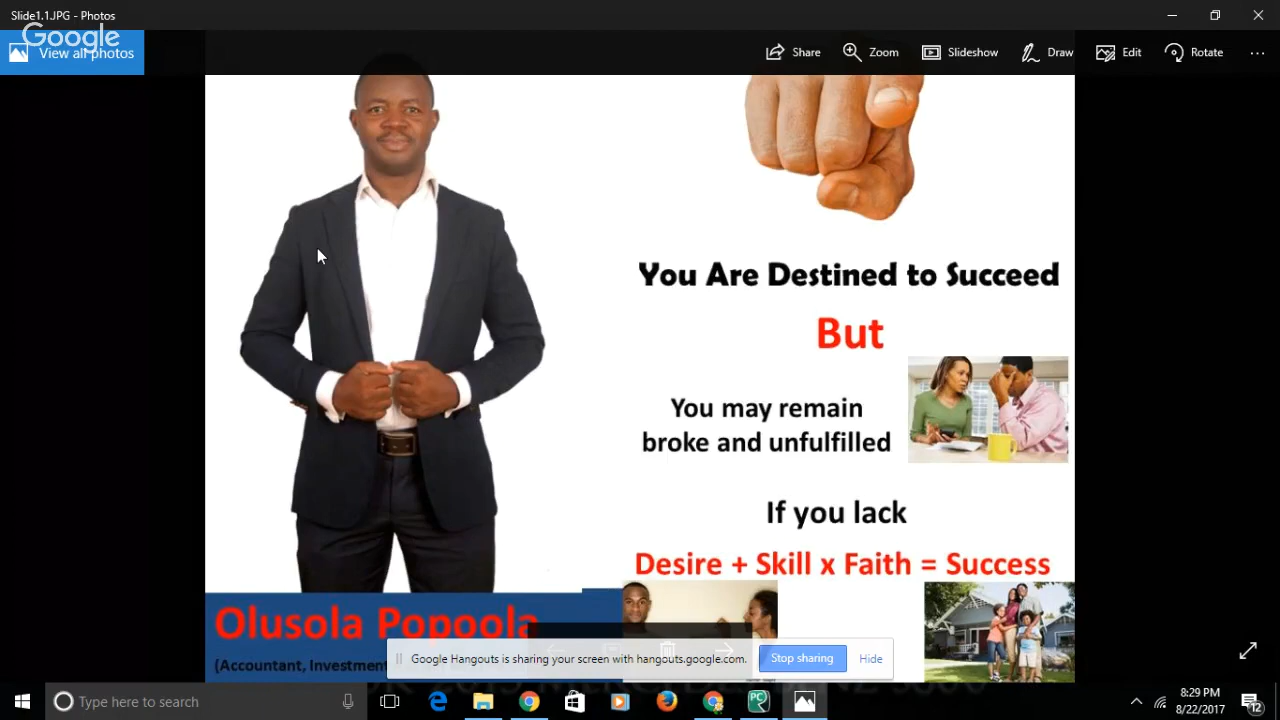 Slide1.1.JPG - Photos
Google
View all photos
Share
Zoom
Slideshow
Draw
Edit
Rotate
You Are Destined to Succeed
But
You may remain
broke and unfulfilled
If you lack
Desire + Skill x Faith = Success
Olusola Popoola
(Accountant, Investment
Google Hangouts is sharing your screen with hangouts.google.com.
Stop sharing
Hide
Type here to search
8:29 PM
8/22/2017
12